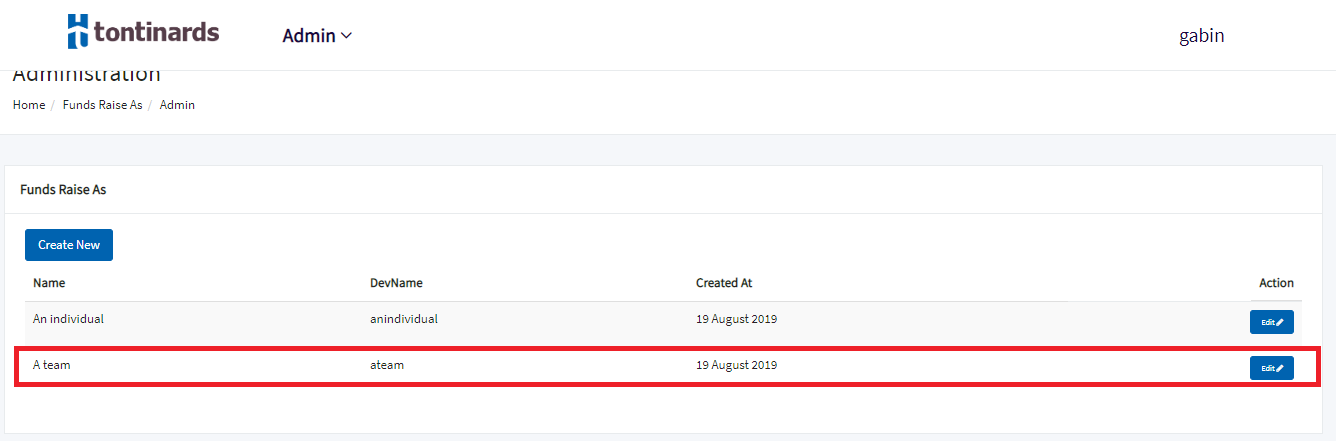 tontinards Admin gabin
Administration
Home / Funds Raise As / Admin
Funds Raise As
Create New
Name DevName Created At Action
An individual anindividual 19 August 2019 Edit
A team ateam 19 August 2019 Edit